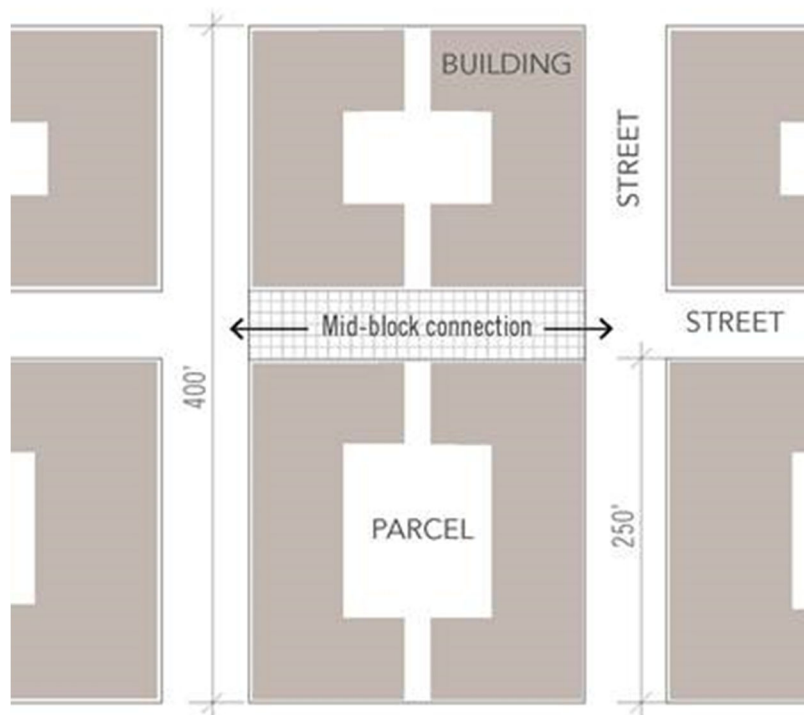 BUILDING
STREET
Mid-block connection
STREET
400'
PARCEL
250'